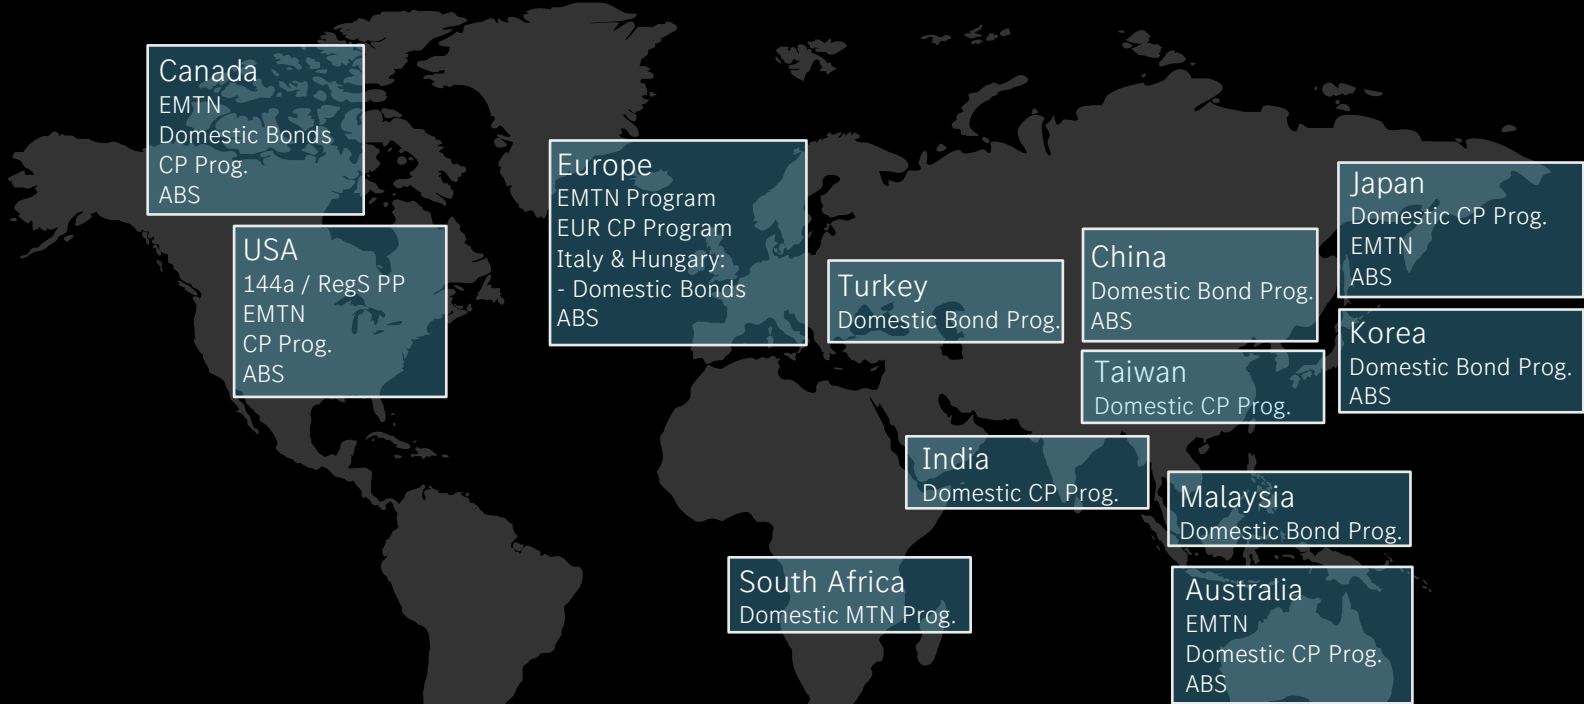 Canada
EMTN
Domestic Bonds
CP Prog.
ABS
USA
144a / RegS PP
EMTN
CP Prog.
ABS
Europe
EMTN Program
EUR CP Program
Italy & Hungary:
- Domestic Bonds
ABS
Turkey
Domestic Bond Prog.
China
Domestic Bond Prog.
ABS
Japan
Domestic CP Prog.
EMTN
ABS
Korea
Domestic Bond Prog.
ABS
Taiwan
Domestic CP Prog.
India
Domestic CP Prog.
Malaysia
Domestic Bond Prog.
South Africa
Domestic MTN Prog.
Australia
EMTN
Domestic CP Prog.
ABS